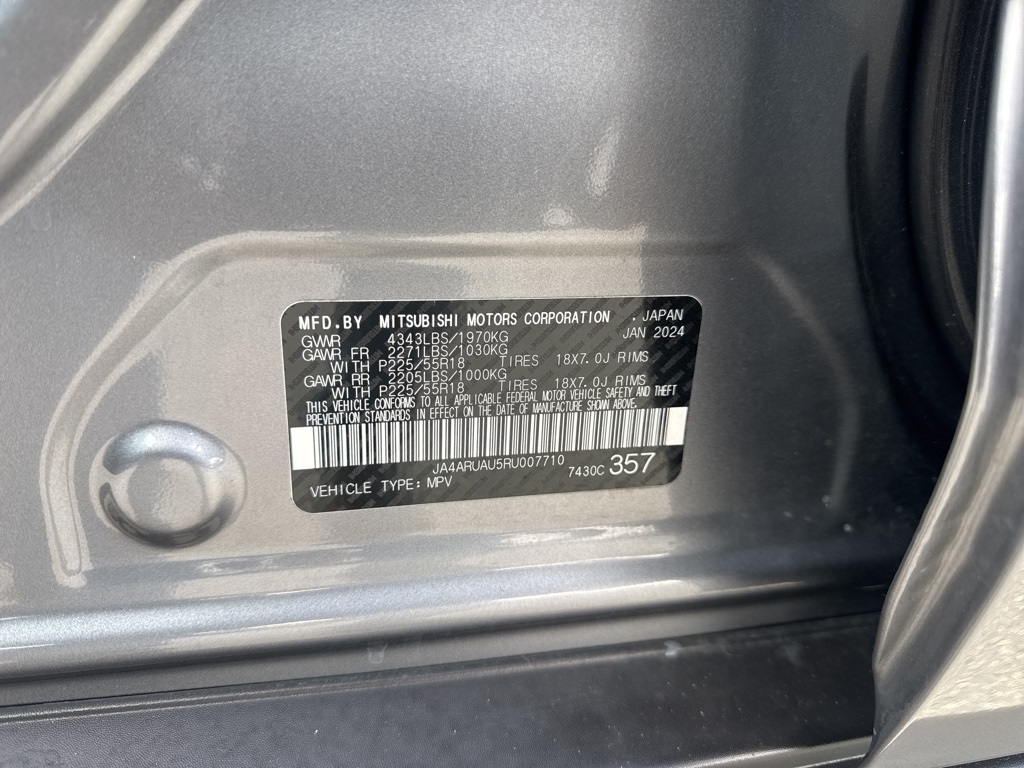 MFD.BY MITSUBISHI MOTORS CORPORATION . JAPAN
GVWR 4343LBS/1970KG JAN 2024
GAWR FR 2271LBS/1030KG
WITH P225/55R18 TIRES 18X7.0J RIMS
GAWR RR 2205LBS/1000KG
WITH P225/55R18 TIRES 18X7.0J RIMS
THIS VEHICLE CONFORMS TO ALL APPLICABLE FEDERAL MOTOR VEHICLE SAFETY AND THEFT
PREVENTION STANDARDS IN EFFECT ON THE DATE OF MANUFACTURE SHOWN ABOVE.
JA4ARUAU5RU007710 7430C 357
VEHICLE TYPE: MPV